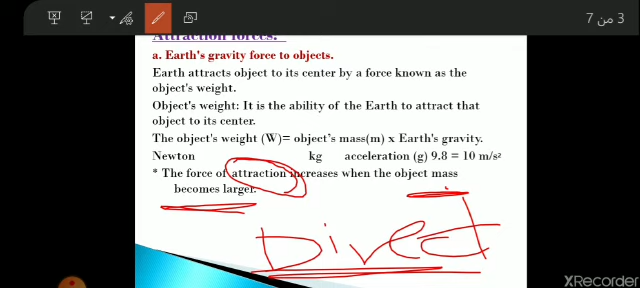 3 من 7
Attraction forces:
a. Earth's gravity force to objects.
Earth attracts object to its center by a force known as the
object's weight.
Object's weight: It is the ability of the Earth to attract that
object to its center.
The object's weight (W)= object's mass(m) x Earth's gravity.
Newton kg acceleration (g) 9.8 = 10 m/s²
* The force of attraction increases when the object mass
becomes larger.
Direct
XRecorder